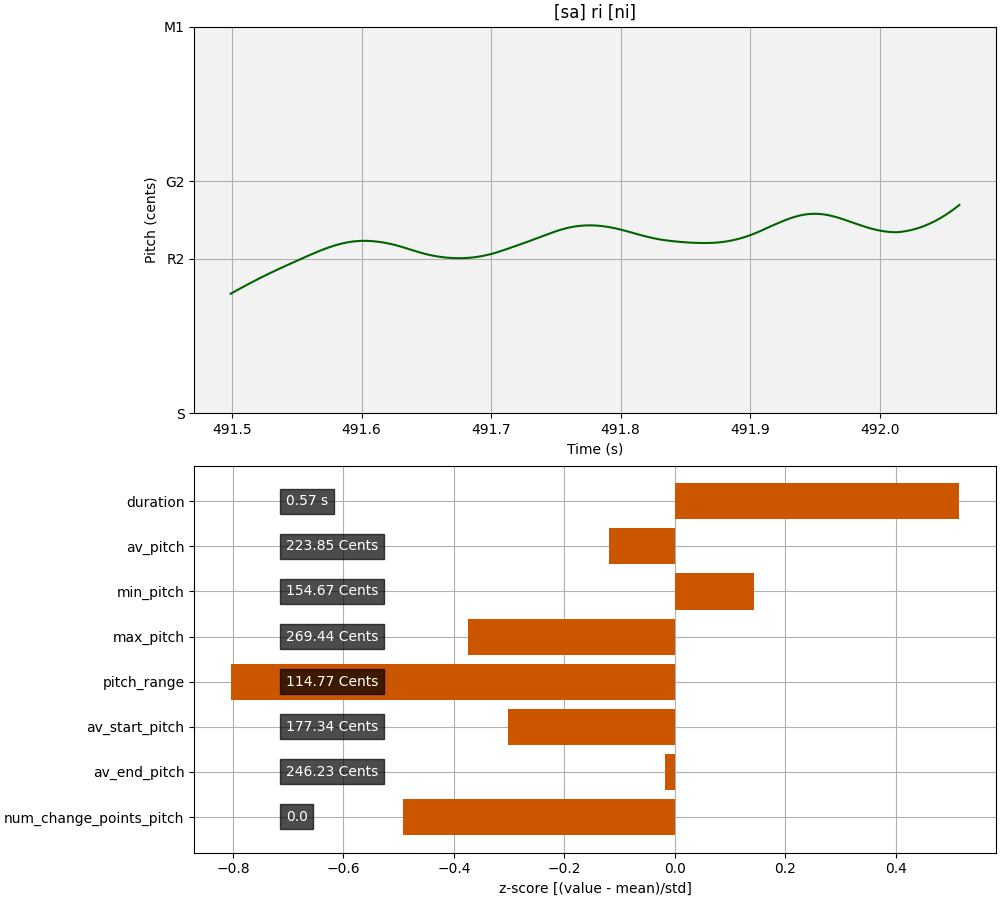 [sa] ri [ni]
M1
G2
R2
S
Pitch (cents)
491.5 491.6 491.7 491.8 491.9 492.0
Time (s)
duration 0.57 s
av_pitch 223.85 Cents
min_pitch 154.67 Cents
max_pitch 269.44 Cents
pitch_range 114.77 Cents
av_start_pitch 177.34 Cents
av_end_pitch 246.23 Cents
num_change_points_pitch 0.0
−0.8 −0.6 −0.4 −0.2 0.0 0.2 0.4
z-score [(value - mean)/std]